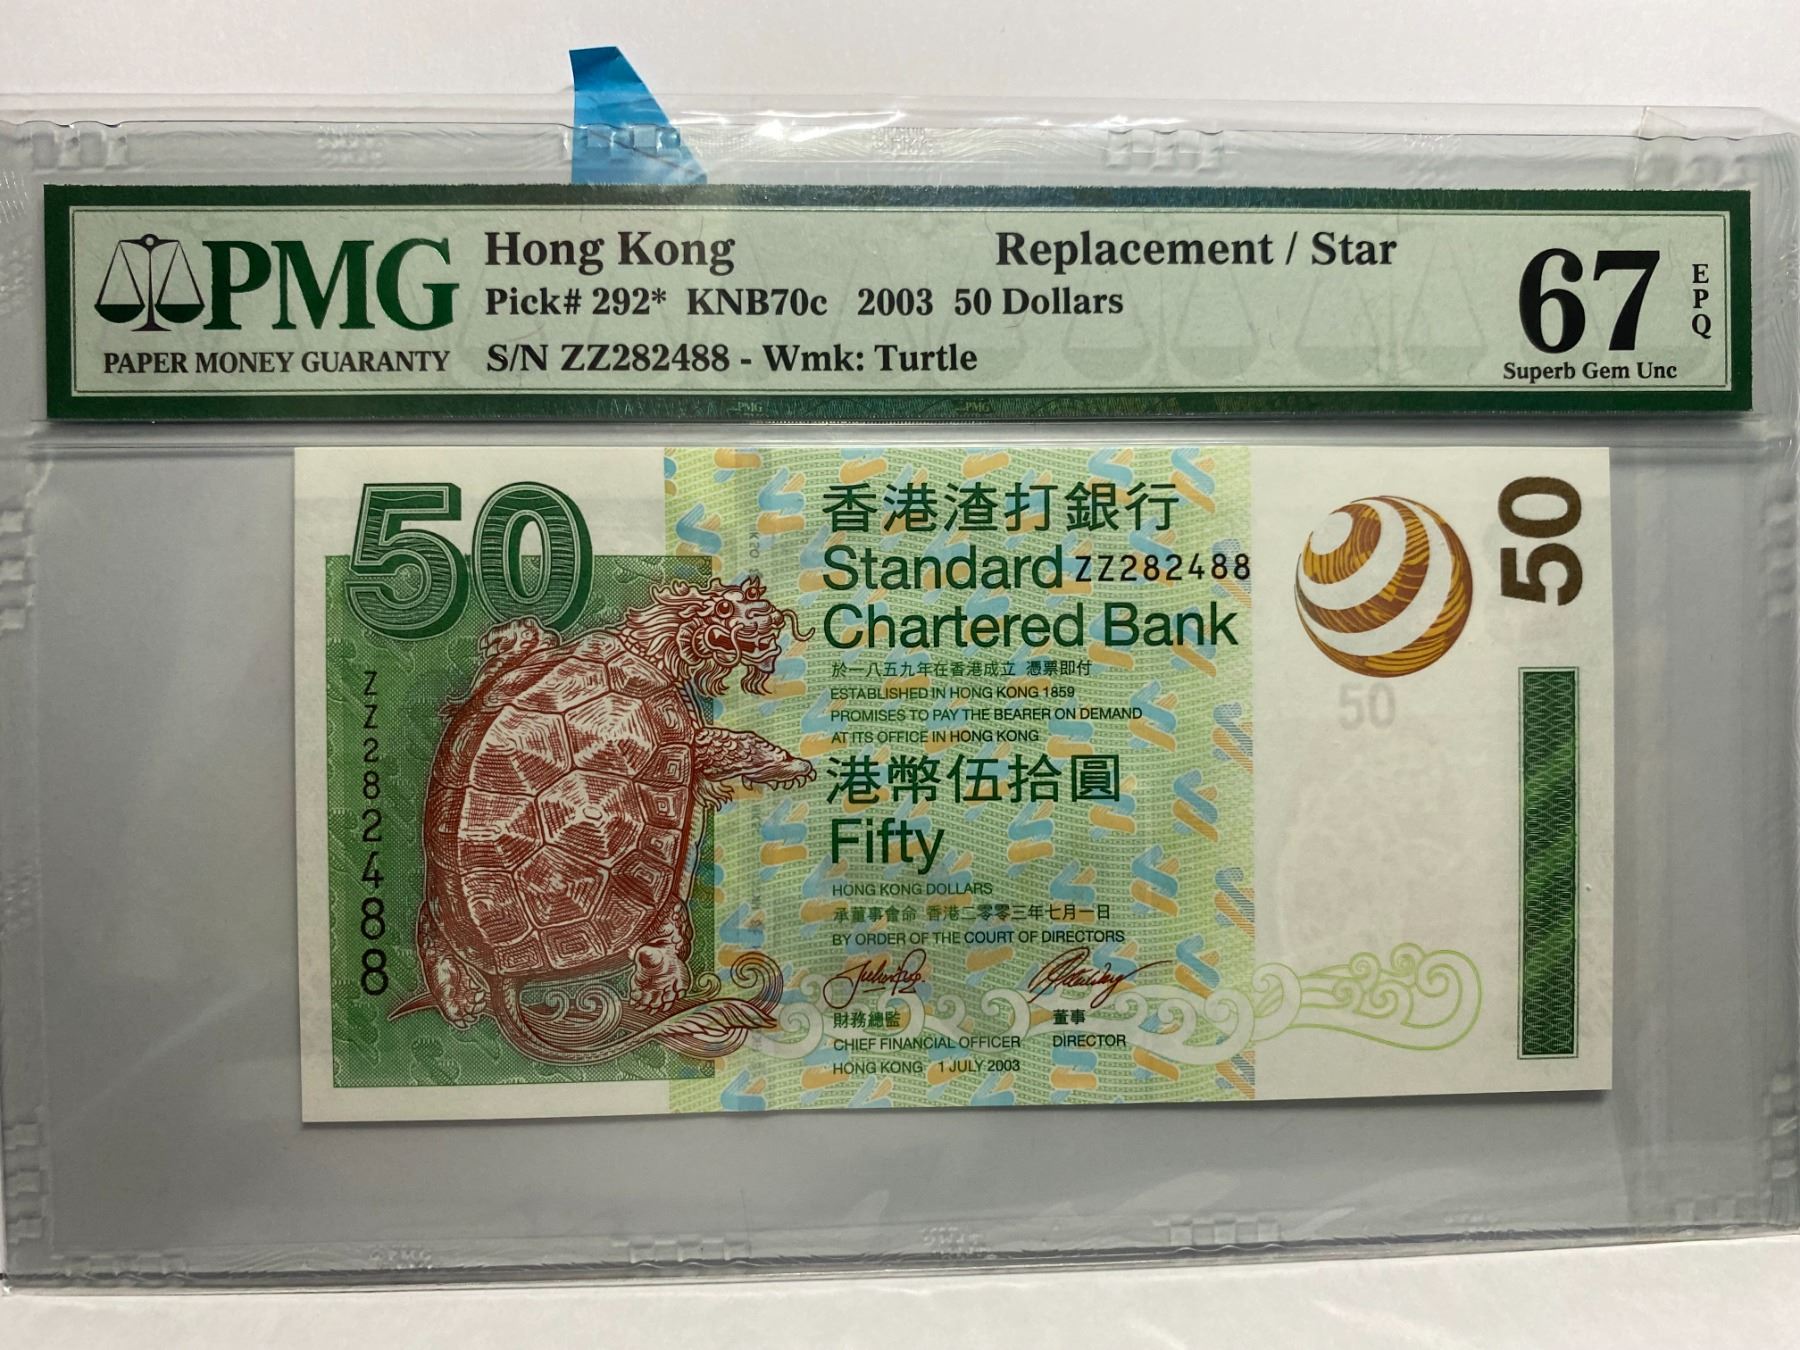 PMG
PAPER MONEY GUARANTY
Hong Kong Replacement / Star
Pick# 292* KNB70c 2003 50 Dollars
S/N ZZ282488 - Wmk: Turtle
67
EPQ
Superb Gem Unc
50
ZZ282488
香港渣打銀行
Standard ZZ282488
Chartered Bank
於一八五九年在香港成立 憑票即付
ESTABLISHED IN HONG KONG 1859
PROMISES TO PAY THE BEARER ON DEMAND
AT ITS OFFICE IN HONG KONG
港幣伍拾圓
Fifty
HONG KONG DOLLARS
承董事會命 香港二零零三年七月一日
BY ORDER OF THE COURT OF DIRECTORS
財務總監 董事
CHIEF FINANCIAL OFFICER DIRECTOR
HONG KONG 1 JULY 2003
50
50